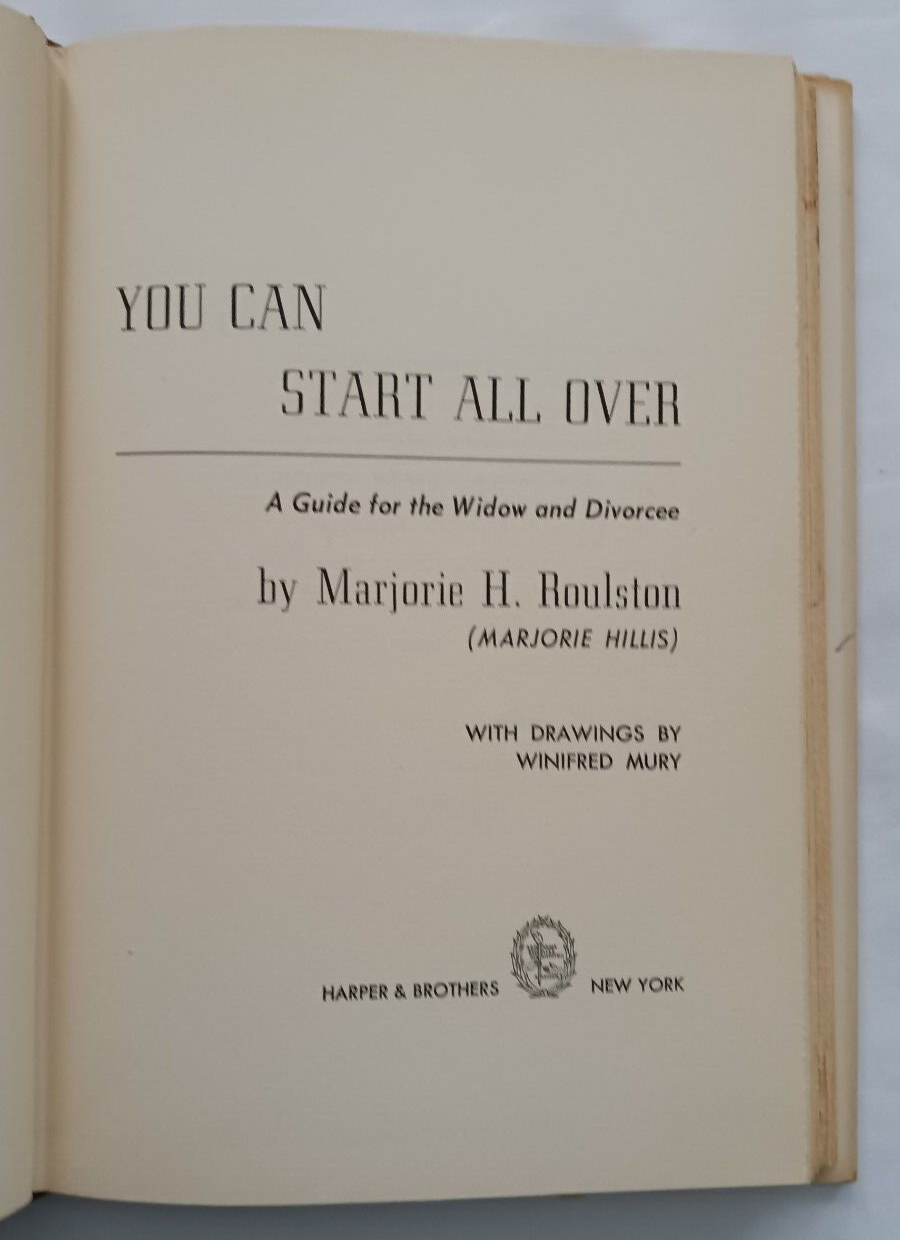 YOU CAN
START ALL OVER
A Guide for the Widow and Divorcee
by Marjorie H. Roulston
(MARJORIE HILLIS)
WITH DRAWINGS BY
WINIFRED MURY
HARPER & BROTHERS NEW YORK